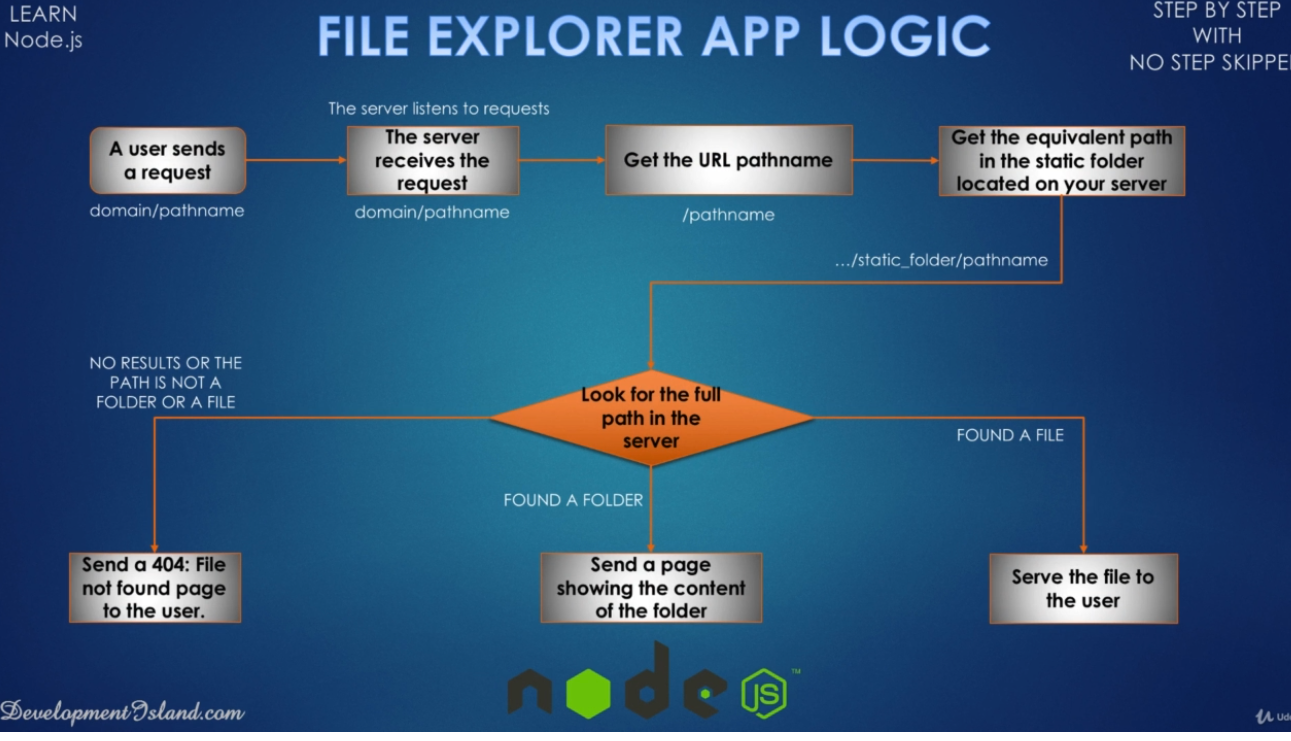 LEARN
Node.js
FILE EXPLORER APP LOGIC
STEP BY STEP
WITH
NO STEP SKIPPE
The server listens to requests
A user sends
a request
domain/pathname
The server
receives the
request
domain/pathname
Get the URL pathname
/pathname
Get the equivalent path
in the static folder
located on your server
.../static_folder/pathname
NO RESULTS OR THE
PATH IS NOT A
FOLDER OR A FILE
Look for the full
path in the
server
FOUND A FILE
FOUND A FOLDER
Send a 404: File
not found page
to the user.
Send a page
showing the content
of the folder
Serve the file to
the user
node
JS™
DevelopmentIsland.com